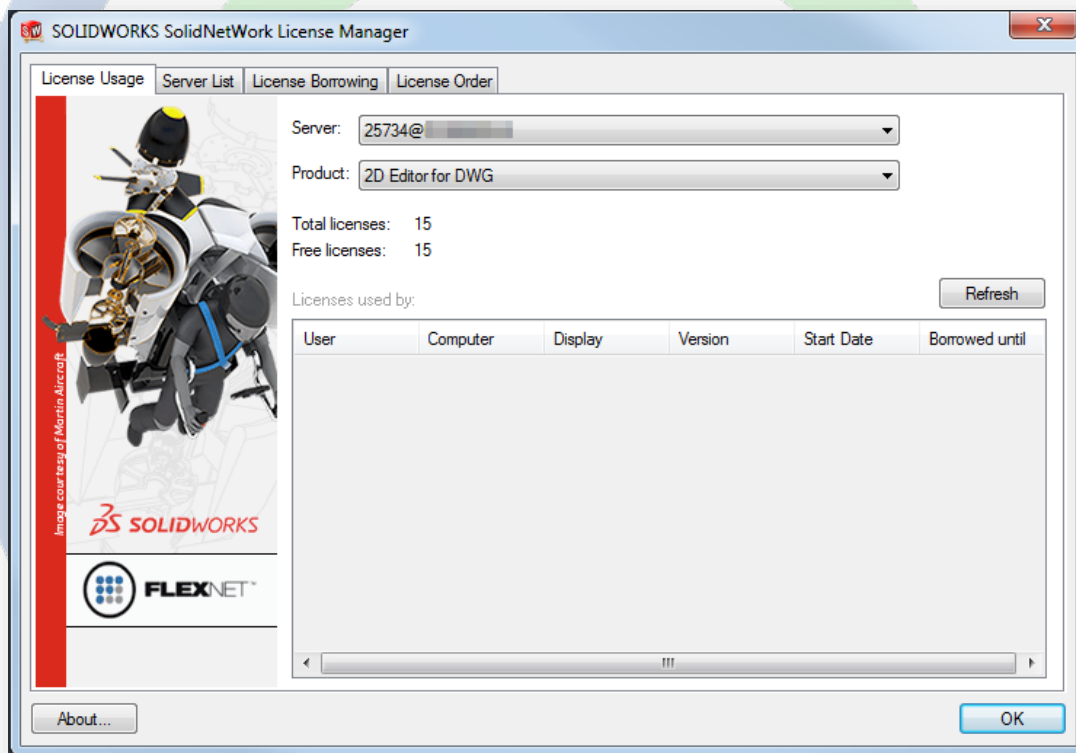 SOLIDWORKS SolidNetWork License Manager
License Usage Server List License Borrowing License Order
Server: 25734@
Product: 2D Editor for DWG
Total licenses: 15
Free licenses: 15
Licenses used by:
Refresh
User Computer Display Version Start Date Borrowed until
Image courtesy of Martin Aircraft
SOLIDWORKS
FLEXNET™
About...
OK